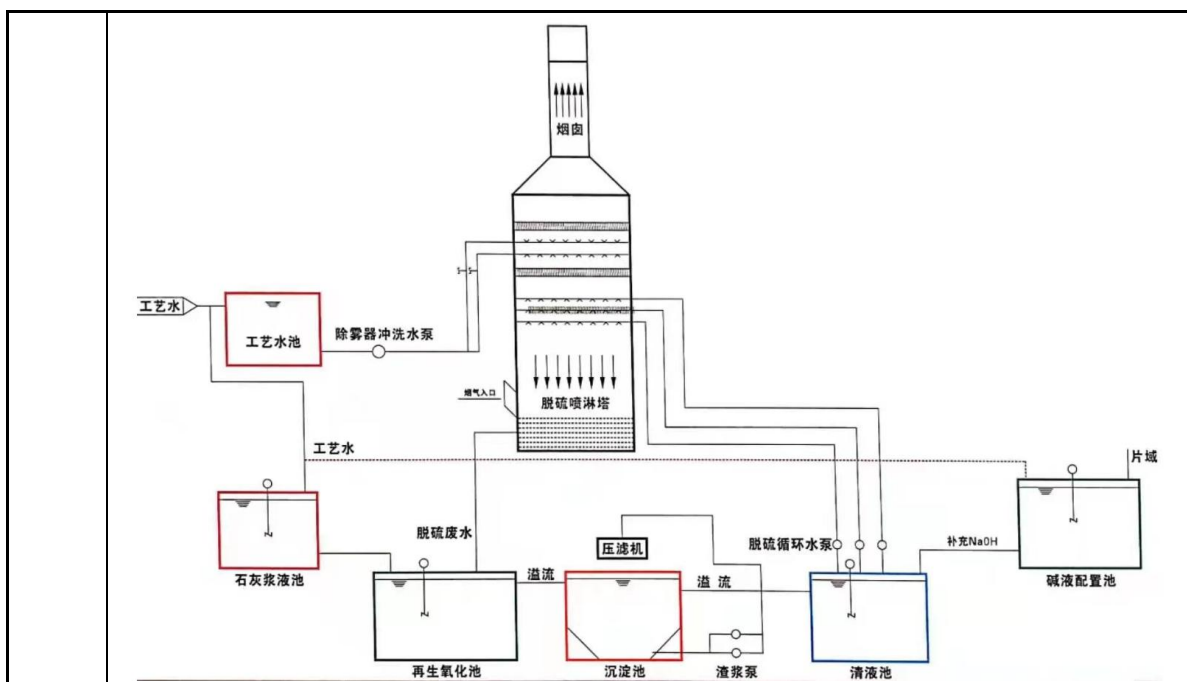 烟卤
工艺水
工艺水池
除雾器冲洗水泵
烟气入口
脱硫喷淋塔
工艺水
片域
石灰浆液池
脱硫废水
压滤机
脱硫循环水泵
补充NaOH
碱液配置池
溢流
溢 流
再生氧化池
沉淀池
渣浆泵
清液池